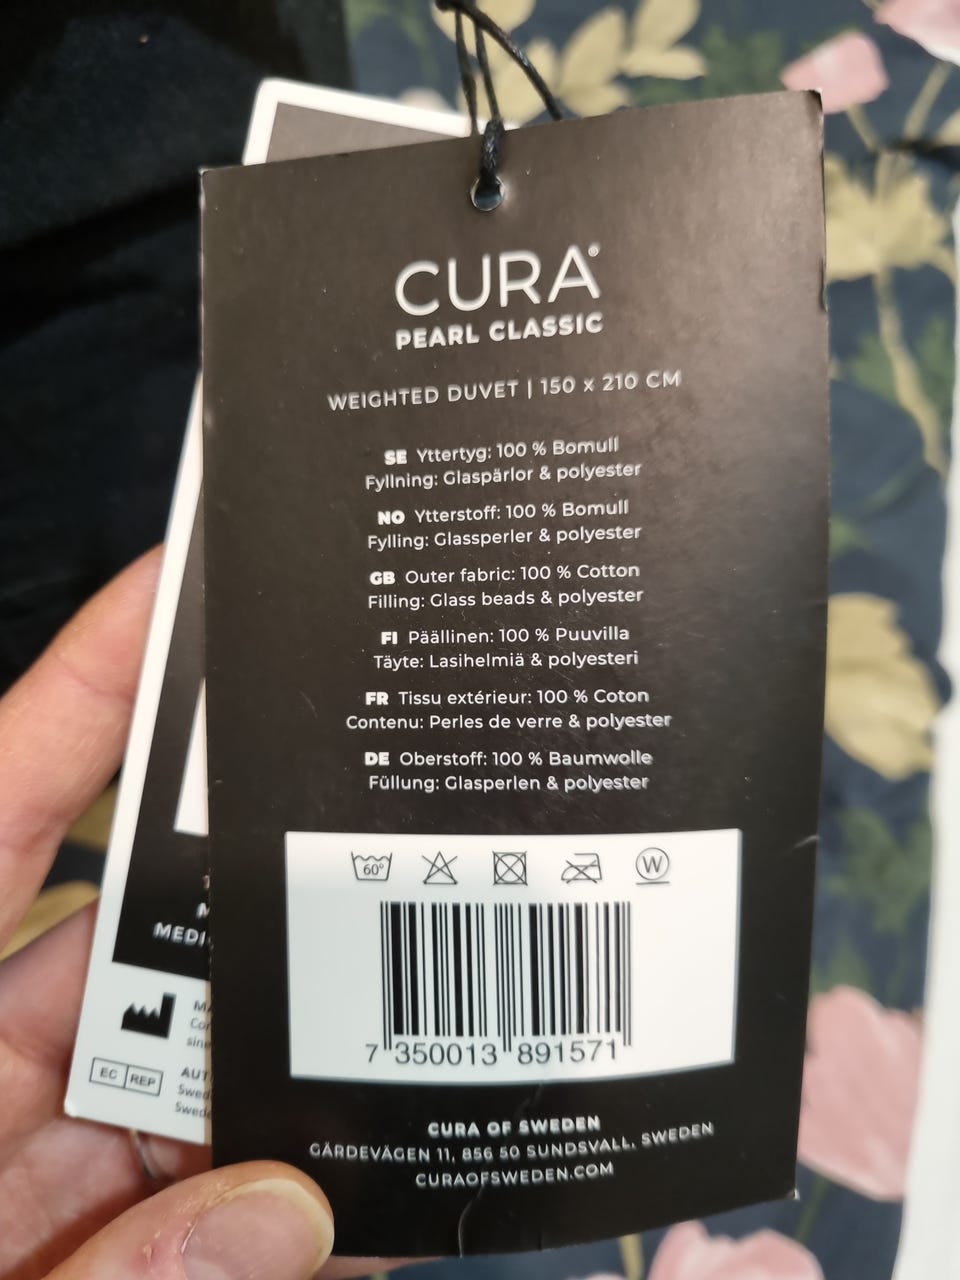 CURA®
PEARL CLASSIC
WEIGHTED DUVET | 150 x 210 CM
SE Yttertyg: 100 % Bomull
Fyllning: Glaspärlor & polyester
NO Ytterstoff: 100 % Bomull
Fylling: Glassperler & polyester
GB Outer fabric: 100 % Cotton
Filling: Glass beads & polyester
FI Päällinen: 100 % Puuvilla
Täyte: Lasihelmiä & polyesteri
FR Tissu extérieur: 100 % Coton
Contenu: Perles de verre & polyester
DE Oberstoff: 100 % Baumwolle
Füllung: Glasperlen & polyester
60° W
7 350013 891571
CURA OF SWEDEN
GÄRDEVÄGEN 11, 856 50 SUNDSVALL, SWEDEN
CURAOFSWEDEN.COM
MEDI
EC REP